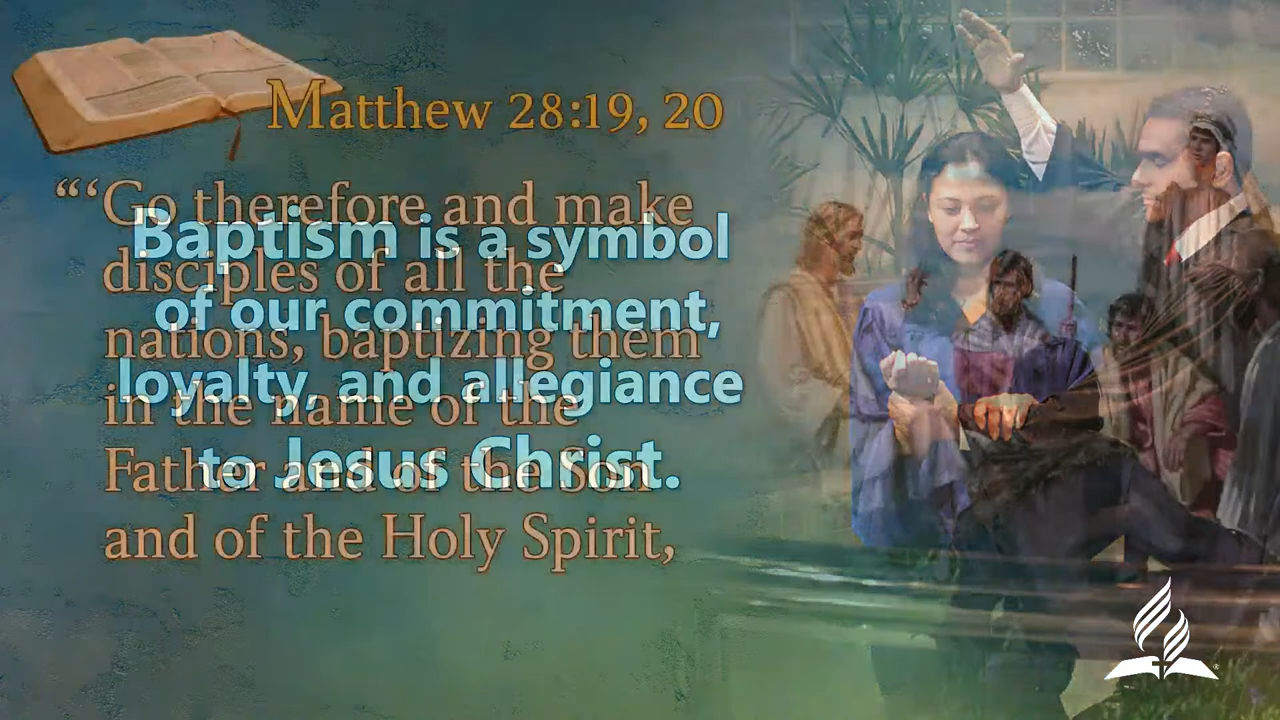 Matthew 28:19, 20
“‘Go therefore and make
disciples of all the
nations, baptizing them
in the name of the
Father and of the Son
and of the Holy Spirit,
Baptism is a symbol
of our commitment,
loyalty, and allegiance
to Jesus Christ.